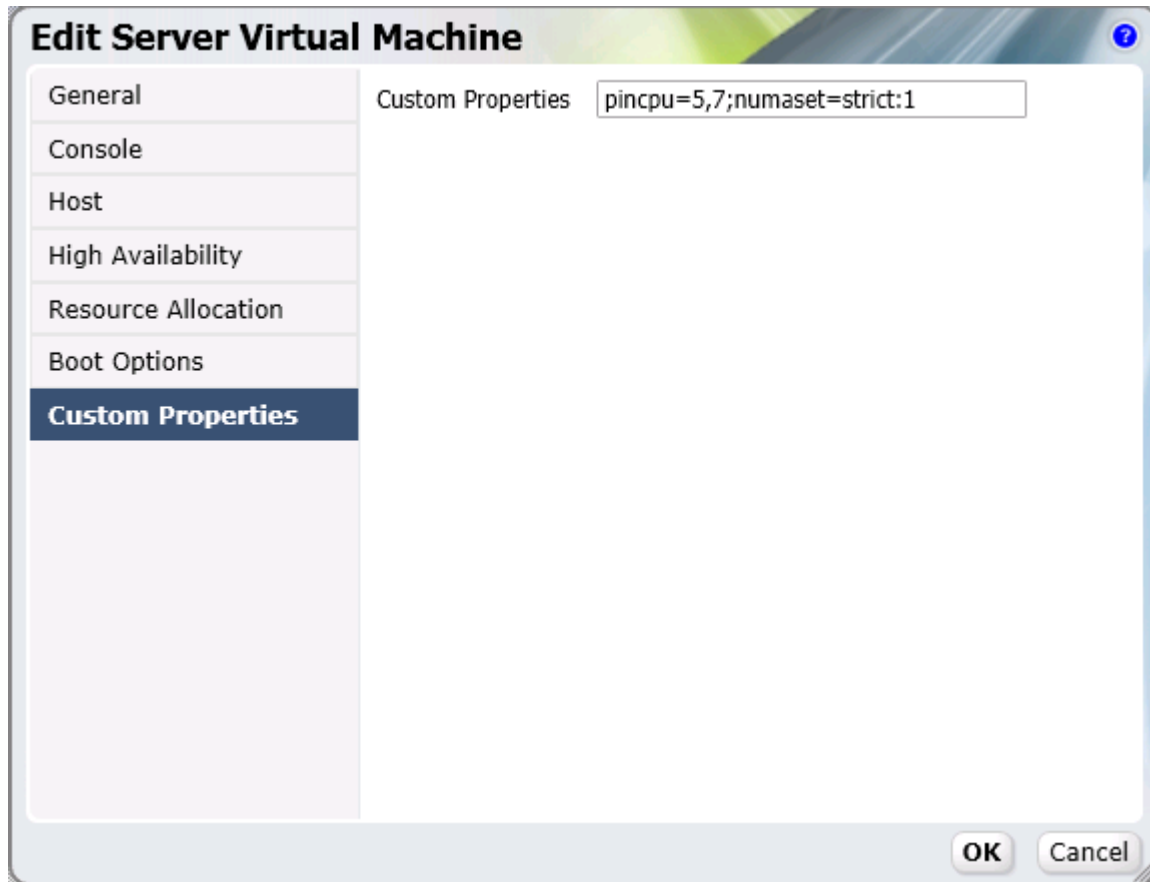 Edit Server Virtual Machine
?
General
Custom Properties pincpu=5,7;numaset=strict:1
Console
Host
High Availability
Resource Allocation
Boot Options
Custom Properties
OK Cancel